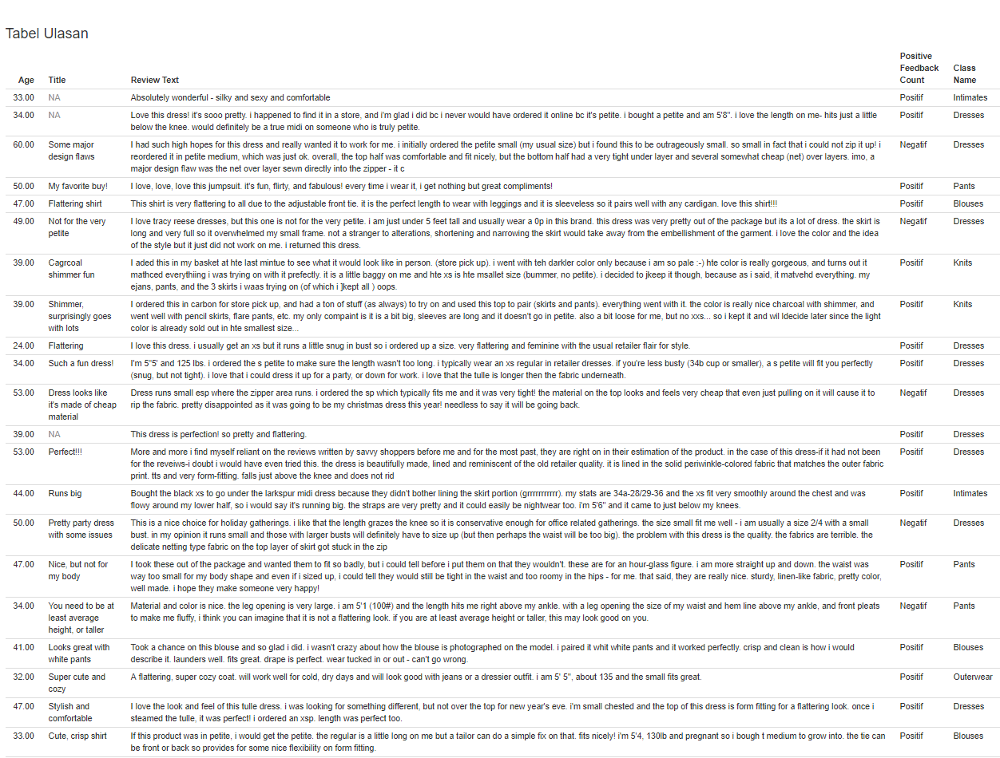 Tabel Ulasan
Positive
Feedback Class
Age Title Review Text Count Name
33.00 NA Absolutely wonderful - silky and sexy and comfortable Positif Intimates
34.00 NA Love this dress! it's sooo pretty. i happened to find it in a store, and i'm glad i did bc i never would have ordered it online bc it's petite. i bought a petite and am 5'8". i love the length on me- hits just a little Positif Dresses
below the knee. would definitely be a true midi on someone who is truly petite.
60.00 Some major I had such high hopes for this dress and really wanted it to work for me. i initially ordered the petite small (my usual size) but i found this to be outrageously small. so small in fact that i could not zip it up! i Negatif Dresses
design flaws reordered it in petite medium, which was just ok. overall, the top half was comfortable and fit nicely, but the bottom half had a very tight under layer and several somewhat cheap (net) over layers. imo, a
major design flaw was the net over layer sewn directly into the zipper - it c
50.00 My favorite buy! I love, love, love this jumpsuit. it's fun, flirty, and fabulous! every time i wear it, i get nothing but great compliments! Positif Pants
47.00 Flattering shirt This shirt is very flattering to all due to the adjustable front tie. it is the perfect length to wear with leggings and it is sleeveless so it pairs well with any cardigan. love this shirt!!! Positif Blouses
49.00 Not for the very I love tracy reese dresses, but this one is not for the very petite. i am just under 5 feet tall and usually wear a 0p in this brand. this dress was very pretty out of the package but its a lot of dress. the skirt is Negatif Dresses
petite long and very full so it overwhelmed my small frame. not a stranger to alterations, shortening and narrowing the skirt would take away from the embellishment of the garment. i love the color and the idea
of the style but it just did not work on me. i returned this dress.
39.00 Cagrcoal I aded this in my basket at hte last mintue to see what it would look like in person. (store pick up). i went with teh darkler color only because i am so pale :-) hte color is really gorgeous, and turns out it Positif Knits
shimmer fun mathced everythiing i was trying on with it prefectly. it is a little baggy on me and hte xs is hte msallet size (bummer, no petite). i decided to jkeep it though, because as i said, it matvehd everything. my
ejans, pants, and the 3 skirts i waas trying on (of which i ]kept all ) oops.
39.00 Shimmer, I ordered this in carbon for store pick up, and had a ton of stuff (as always) to try on and used this top to pair (skirts and pants). everything went with it. the color is really nice charcoal with shimmer, and Positif Knits
surprisingly goes went well with pencil skirts, flare pants, etc. my only compaint is it is a bit big, sleeves are long and it doesn't go in petite. also a bit loose for me, but no xxs... so i kept it and wil ldecide later since the light
with lots color is already sold out in hte smallest size...
24.00 Flattering I love this dress. i usually get an xs but it runs a little snug in bust so i ordered up a size. very flattering and feminine with the usual retailer flair for style. Positif Dresses
34.00 Such a fun dress! I'm 5"5' and 125 lbs. i ordered the s petite to make sure the length wasn't too long. i typically wear an xs regular in retailer dresses. if you're less busty (34b cup or smaller), a s petite will fit you perfectly Positif Dresses
(snug, but not tight). i love that i could dress it up for a party, or down for work. i love that the tulle is longer then the fabric underneath.
53.00 Dress looks like Dress runs small esp where the zipper area runs. i ordered the sp which typically fits me and it was very tight! the material on the top looks and feels very cheap that even just pulling on it will cause it to Negatif Dresses
it's made of cheap rip the fabric. pretty disappointed as it was going to be my christmas dress this year! needless to say it will be going back.
material
39.00 NA This dress is perfection! so pretty and flattering. Positif Dresses
53.00 Perfect!!! More and more i find myself reliant on the reviews written by savvy shoppers before me and for the most past, they are right on in their estimation of the product. in the case of this dress-if it had not been Positif Dresses
for the reveiws-i doubt i would have even tried this. the dress is beautifully made, lined and reminiscent of the old retailer quality. it is lined in the solid periwinkle-colored fabric that matches the outer fabric
print. tts and very form-fitting. falls just above the knee and does not rid
44.00 Runs big Bought the black xs to go under the larkspur midi dress because they didn't bother lining the skirt portion (grrrrrrrrrrr). my stats are 34a-28/29-36 and the xs fit very smoothly around the chest and was Positif Intimates
flowy around my lower half, so i would say it's running big. the straps are very pretty and it could easily be nightwear too. i'm 5'6" and it came to just below my knees.
50.00 Pretty party dress This is a nice choice for holiday gatherings. i like that the length grazes the knee so it is conservative enough for office related gatherings. the size small fit me well - i am usually a size 2/4 with a small Negatif Dresses
with some issues bust. in my opinion it runs small and those with larger busts will definitely have to size up (but then perhaps the waist will be too big). the problem with this dress is the quality. the fabrics are terrible. the
delicate netting type fabric on the top layer of skirt got stuck in the zip
47.00 Nice, but not for I took these out of the package and wanted them to fit so badly, but i could tell before i put them on that they wouldn't. these are for an hour-glass figure. i am more straight up and down. the waist was Positif Pants
my body way too small for my body shape and even if i sized up, i could tell they would still be tight in the waist and too roomy in the hips - for me. that said, they are really nice. sturdy, linen-like fabric, pretty color,
well made. i hope they make someone very happy!
34.00 You need to be at Material and color is nice. the leg opening is very large. i am 5'1 (100#) and the length hits me right above my ankle. with a leg opening the size of my waist and hem line above my ankle, and front pleats Negatif Pants
least average to make me fluffy, i think you can imagine that it is not a flattering look. if you are at least average height or taller, this may look good on you.
height, or taller
41.00 Looks great with Took a chance on this blouse and so glad i did. i wasn't crazy about how the blouse is photographed on the model. i paired it whit white pants and it worked perfectly. crisp and clean is how i would Positif Blouses
white pants describe it. launders well. fits great. drape is perfect. wear tucked in or out - can't go wrong.
32.00 Super cute and A flattering, super cozy coat. will work well for cold, dry days and will look good with jeans or a dressier outfit. i am 5' 5", about 135 and the small fits great. Positif Outerwear
cozy
47.00 Stylish and I love the look and feel of this tulle dress. i was looking for something different, but not over the top for new year's eve. i'm small chested and the top of this dress is form fitting for a flattering look. once i Positif Dresses
comfortable steamed the tulle, it was perfect! i ordered an xsp. length was perfect too.
33.00 Cute, crisp shirt If this product was in petite, i would get the petite. the regular is a little long on me but a tailor can do a simple fix on that. fits nicely! i'm 5'4, 130lb and pregnant so i bough t medium to grow into. the tie can Positif Blouses
be front or back so provides for some nice flexibility on form fitting.